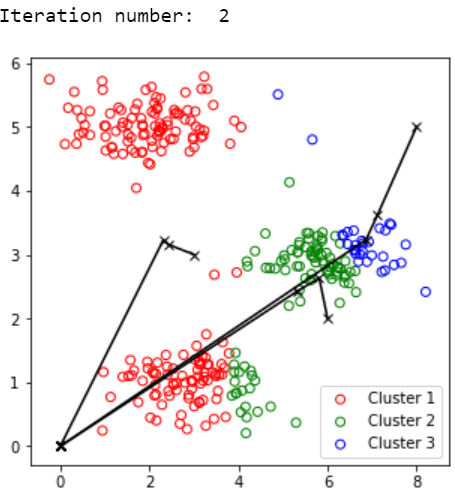 Iteration number: 2
6
5
4
3
2
1
0
Cluster 1
Cluster 2
Cluster 3
0 2 4 6 8